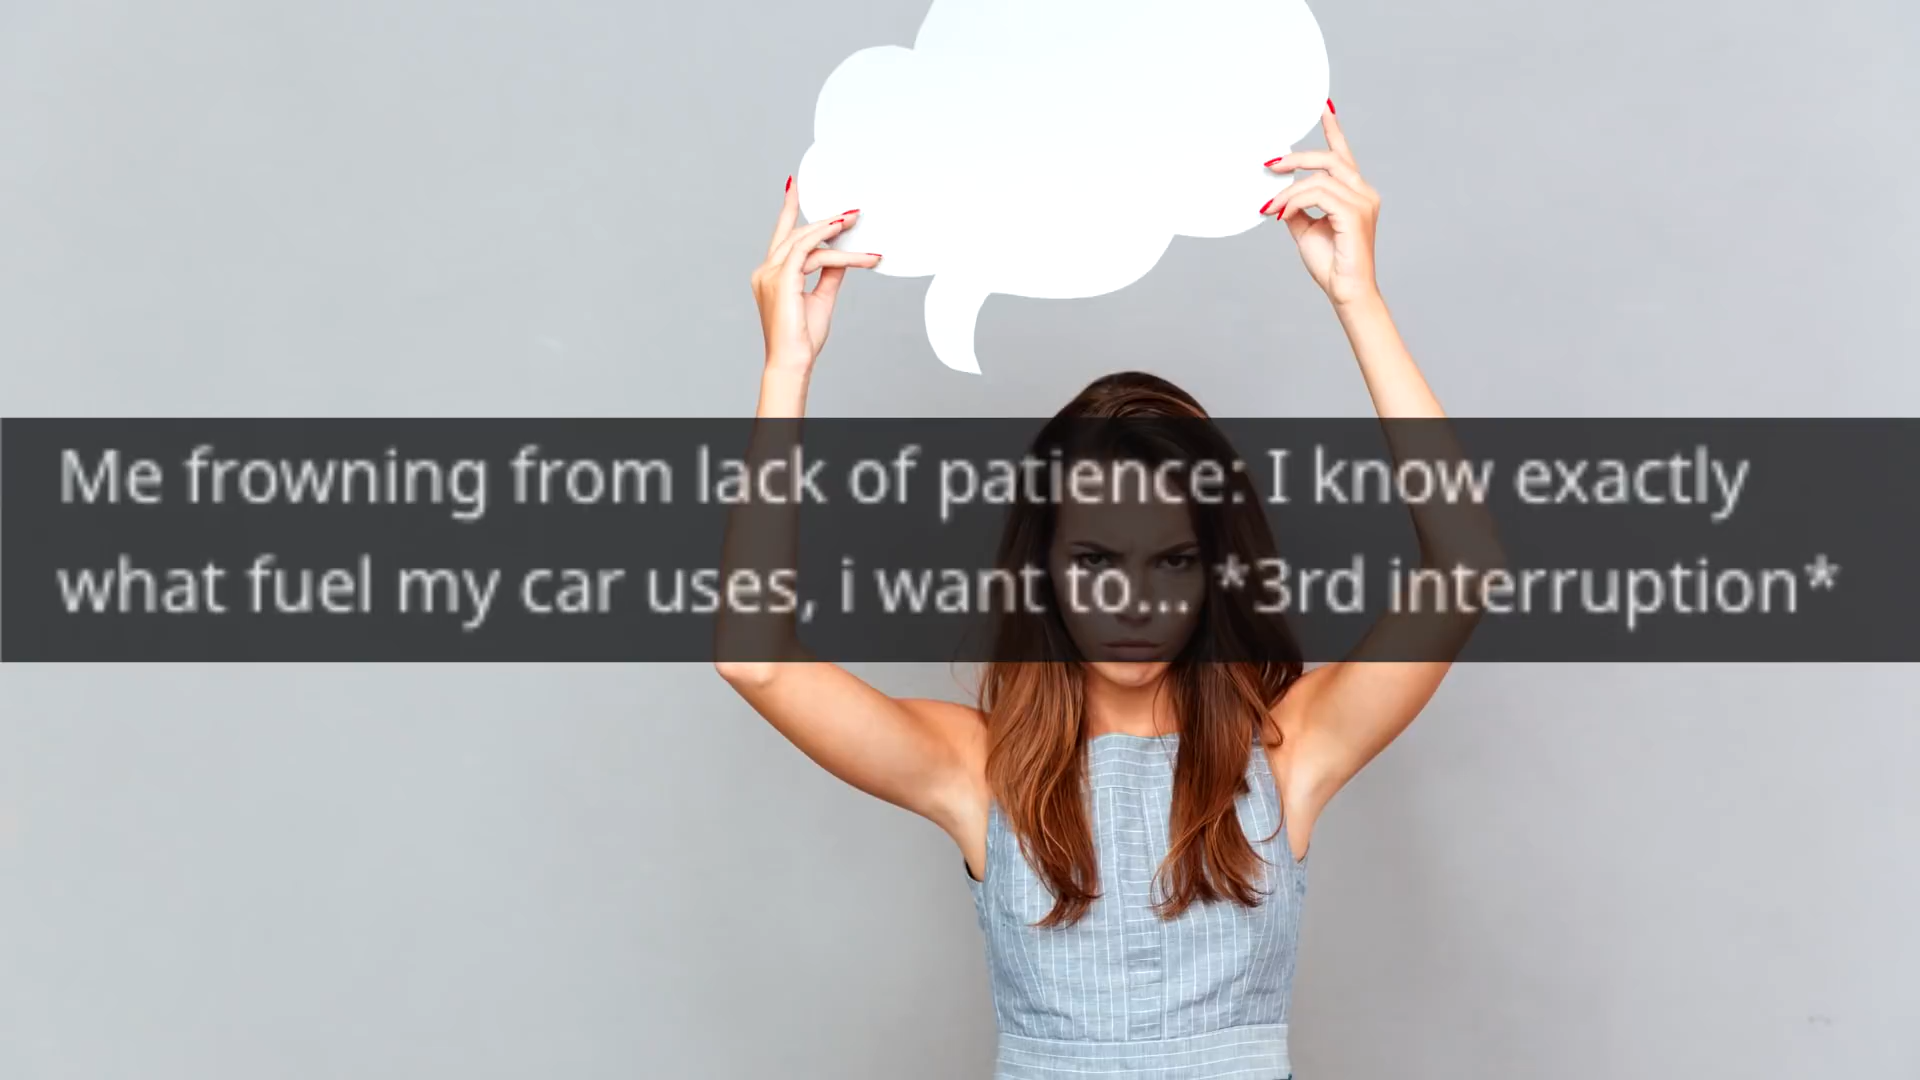 Me frowning from lack of patience: I know exactly
what fuel my car uses, i want to... *3rd interruption*